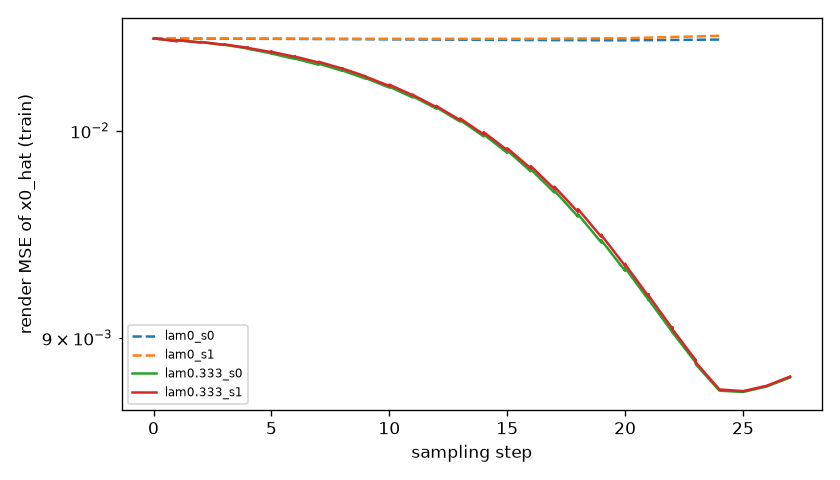 render MSE of x0_hat (train)
10⁻²
9 × 10⁻³
lam0_s0
lam0_s1
lam0.333_s0
lam0.333_s1
0 5 10 15 20 25
sampling step